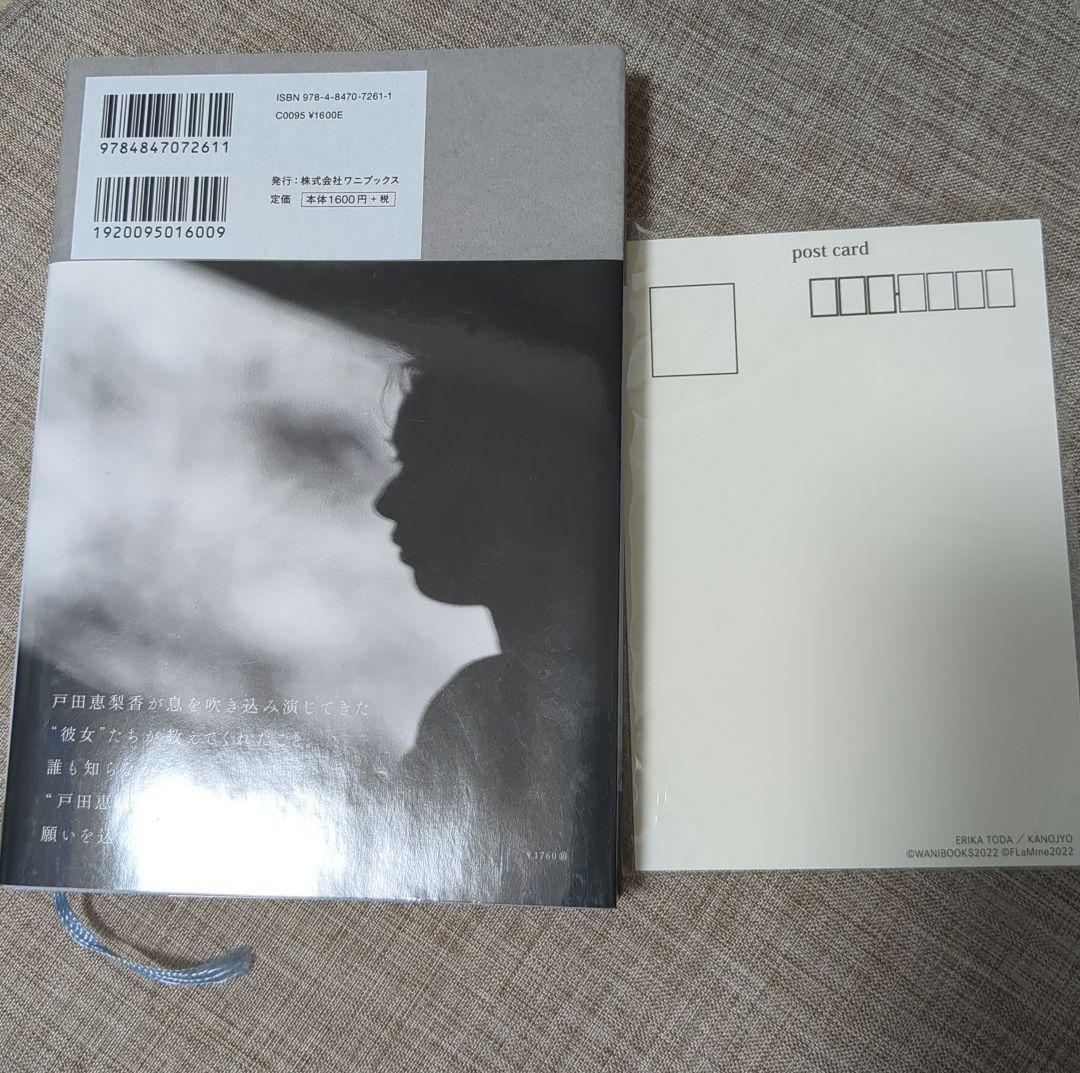 ISBN 978-4-8470-7261-1
C0095 ¥1600E
9784847072611
発行：株式会社ワニブックス
定価 本体1600円+税
1920095016009
戸田恵梨香が息を吹き込み演じてきた
“彼女”たちが教えてくれたこと。
誰も知らな
“戸田恵
願いを込
¥1760
post card
ERIKA TODA / KANOJYO
©WANIBOOKS2022 ©FLaMme2022